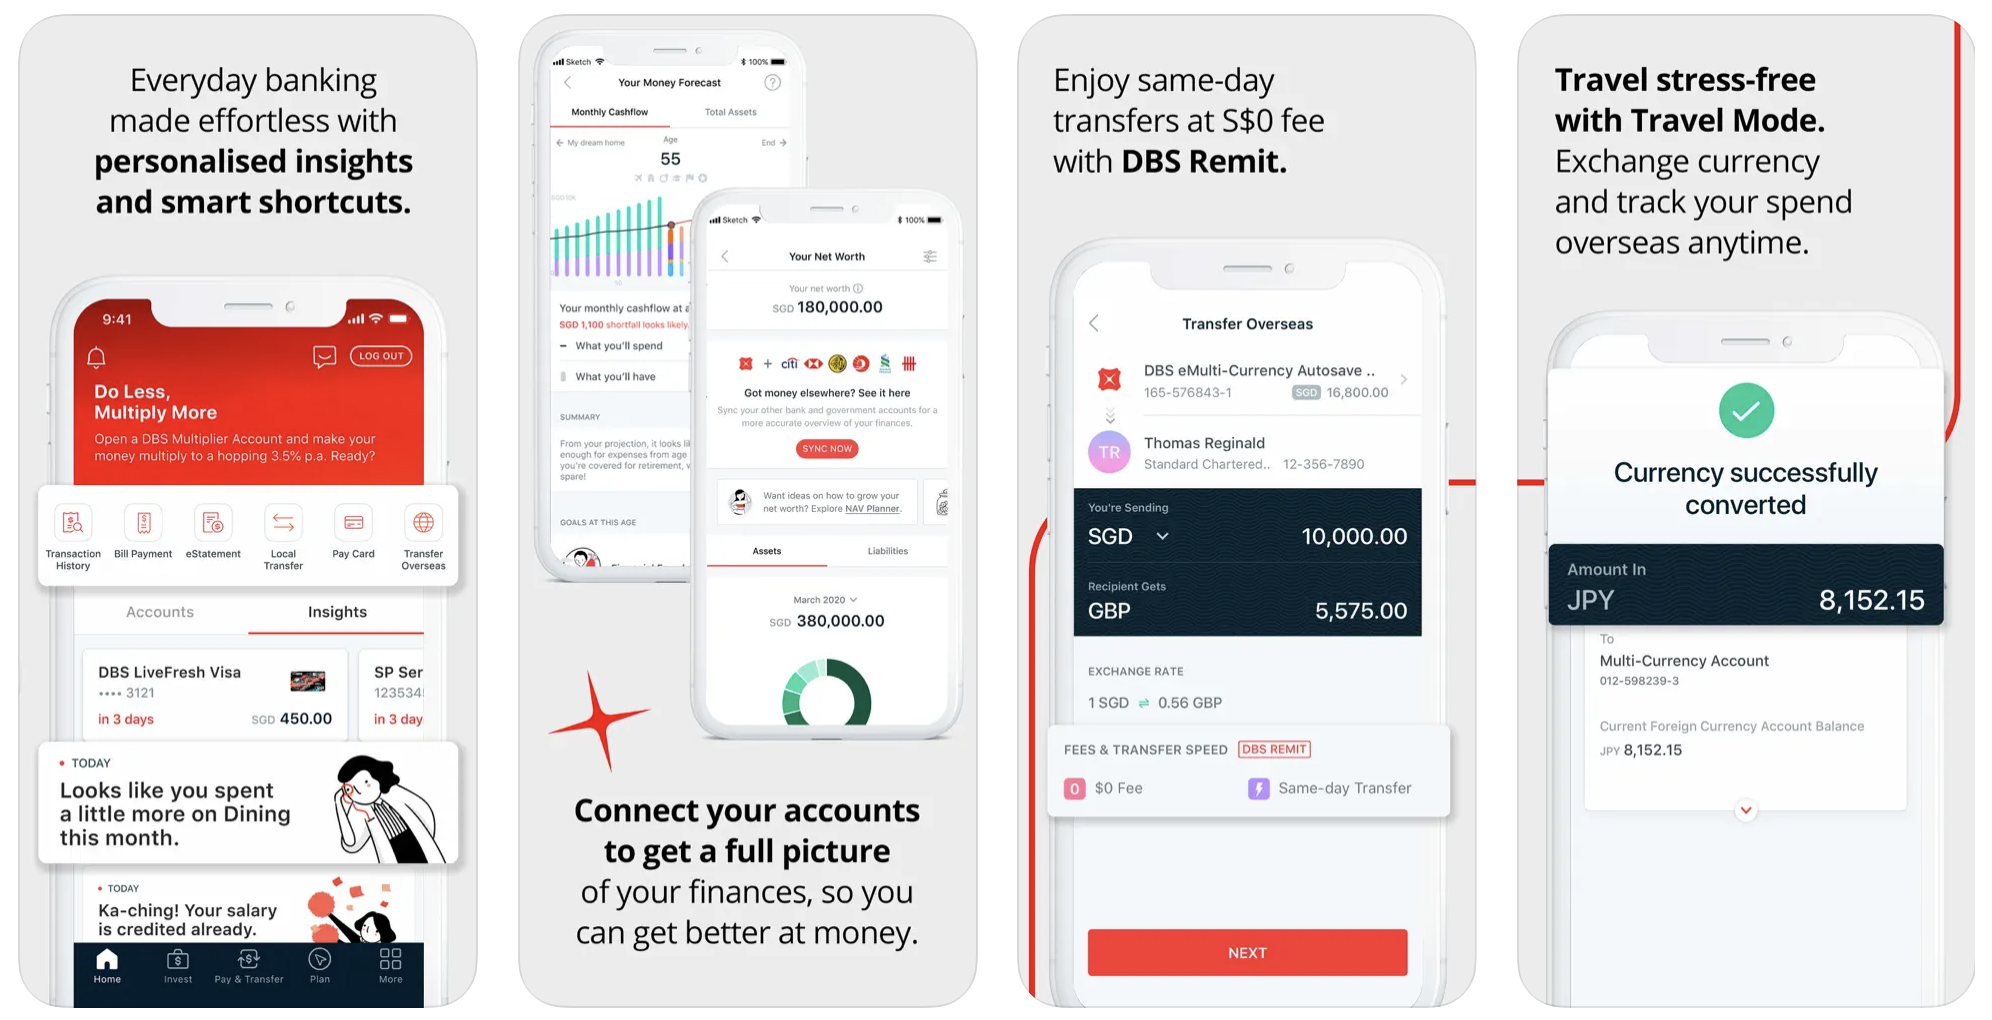 Everyday banking
made effortless with
personalised insights
and smart shortcuts.
9:41
LOG OUT
Do Less,
Multiply More
Open a DBS Multiplier Account and make your
money multiply to a hopping 3.5% p.a. Ready?
Transaction
History
Bill Payment
eStatement
Local
Transfer
Pay Card
Transfer
Overseas
Accounts
Insights
DBS LiveFresh Visa
•••• 3121
in 3 days
SGD 450.00
SP Ser
123534
in 3 day
• TODAY
Looks like you spent
a little more on Dining
this month.
• TODAY
Ka-ching! Your salary
is credited already.
Home
Invest
Pay & Transfer
Plan
More
Sketch
100%
Your Money Forecast
?
Monthly Cashflow
Total Assets
← My dream home
Age
55
End →
SGD10K
Your monthly cashflow at a
SGD 1,100 shortfall looks likely
What you'll spend
What you'll have
SUMMARY
From your projection, it looks li
enough for expenses from age
you're covered for retirement, v
spare!
GOALS AT THIS AGE
Sketch
100%
Your Net Worth
Your net worth
SGD 180,000.00
+ citi
Got money elsewhere? See it here
Sync your other bank and government accounts for a
more accurate overview of your finances.
SYNC NOW
Want ideas on how to grow your
net worth? Explore NAV Planner.
Assets
Liabilities
March 2020
SGD 380,000.00
Connect your accounts
to get a full picture
of your finances, so you
can get better at money.
Enjoy same-day
transfers at S$0 fee
with DBS Remit.
Transfer Overseas
DBS eMulti-Currency Autosave ..
165-576843-1
SGD 16,800.00
TR
Thomas Reginald
Standard Chartered.. 12-356-7890
You're Sending
SGD 10,000.00
Recipient Gets
GBP 5,575.00
EXCHANGE RATE
1 SGD ⇌ 0.56 GBP
FEES & TRANSFER SPEED DBS REMIT
0 $0 Fee
Same-day Transfer
NEXT
Travel stress-free
with Travel Mode.
Exchange currency
and track your spend
overseas anytime.
Currency successfully
converted
Amount In
JPY 8,152.15
To
Multi-Currency Account
012-598239-3
Current Foreign Currency Account Balance
JPY 8,152.15